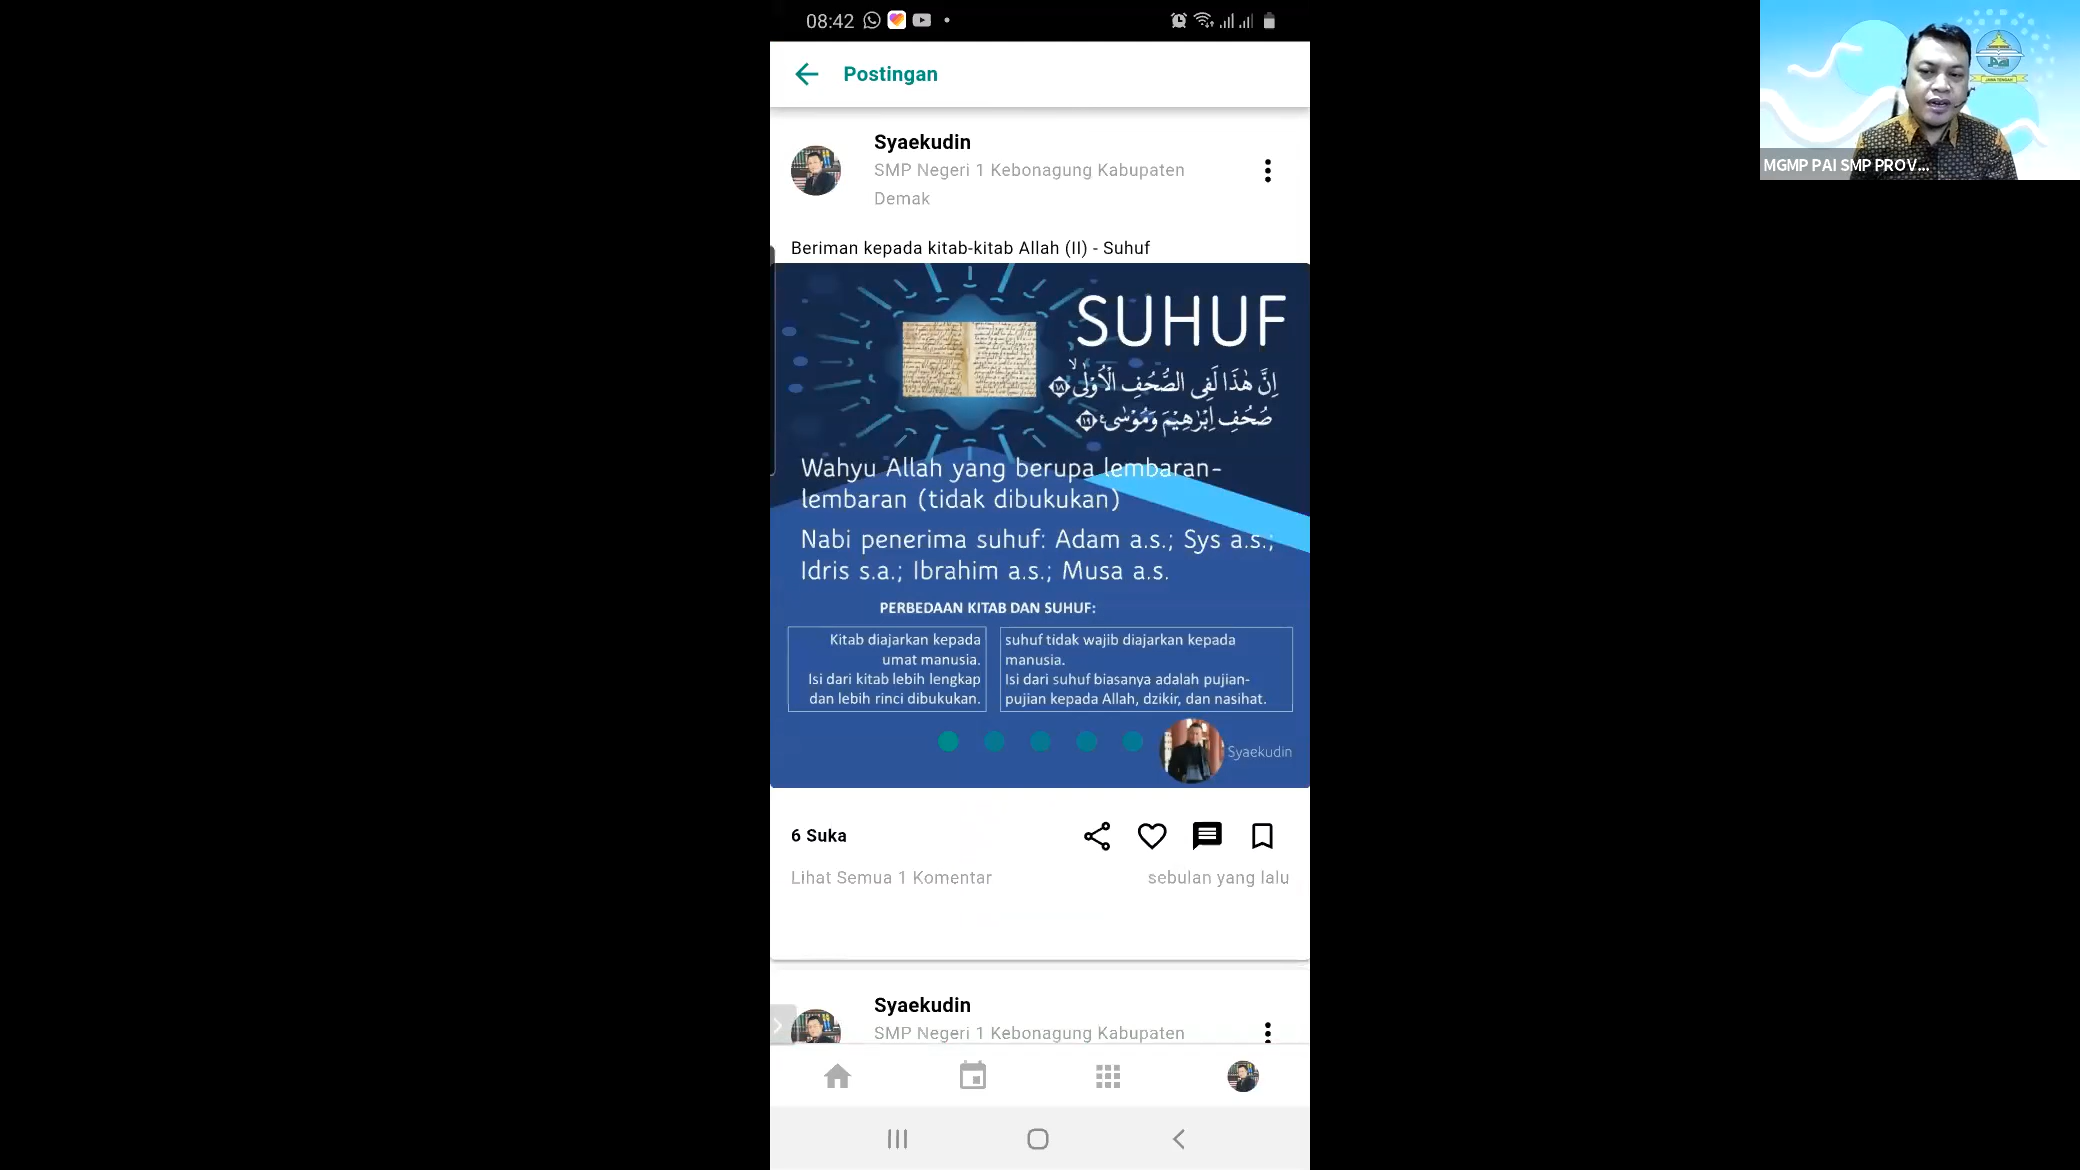 08:42
Postingan
Syaekudin
SMP Negeri 1 Kebonagung Kabupaten
Demak
Beriman kepada kitab-kitab Allah (II) - Suhuf
SUHUF
اِنَّ هٰذَا لَفِى الصُّحُفِ الْاُوْلٰىۙ ١٨
صُحُفِ اِبْرٰهِيْمَ وَمُوْسٰى ࣖ ١٩
Wahyu Allah yang berupa lembaran-
lembaran (tidak dibukukan)
Nabi penerima suhuf: Adam a.s.; Sys a.s.;
Idris s.a.; Ibrahim a.s.; Musa a.s.
PERBEDAAN KITAB DAN SUHUF:
Kitab diajarkan kepada
umat manusia.
Isi dari kitab lebih lengkap
dan lebih rinci dibukukan.
suhuf tidak wajib diajarkan kepada
manusia.
Isi dari suhuf biasanya adalah pujian-
pujian kepada Allah, dzikir, dan nasihat.
Syaekudin
6 Suka
Lihat Semua 1 Komentar
sebulan yang lalu
Syaekudin
SMP Negeri 1 Kebonagung Kabupaten
MGMP PAI SMP PROV...